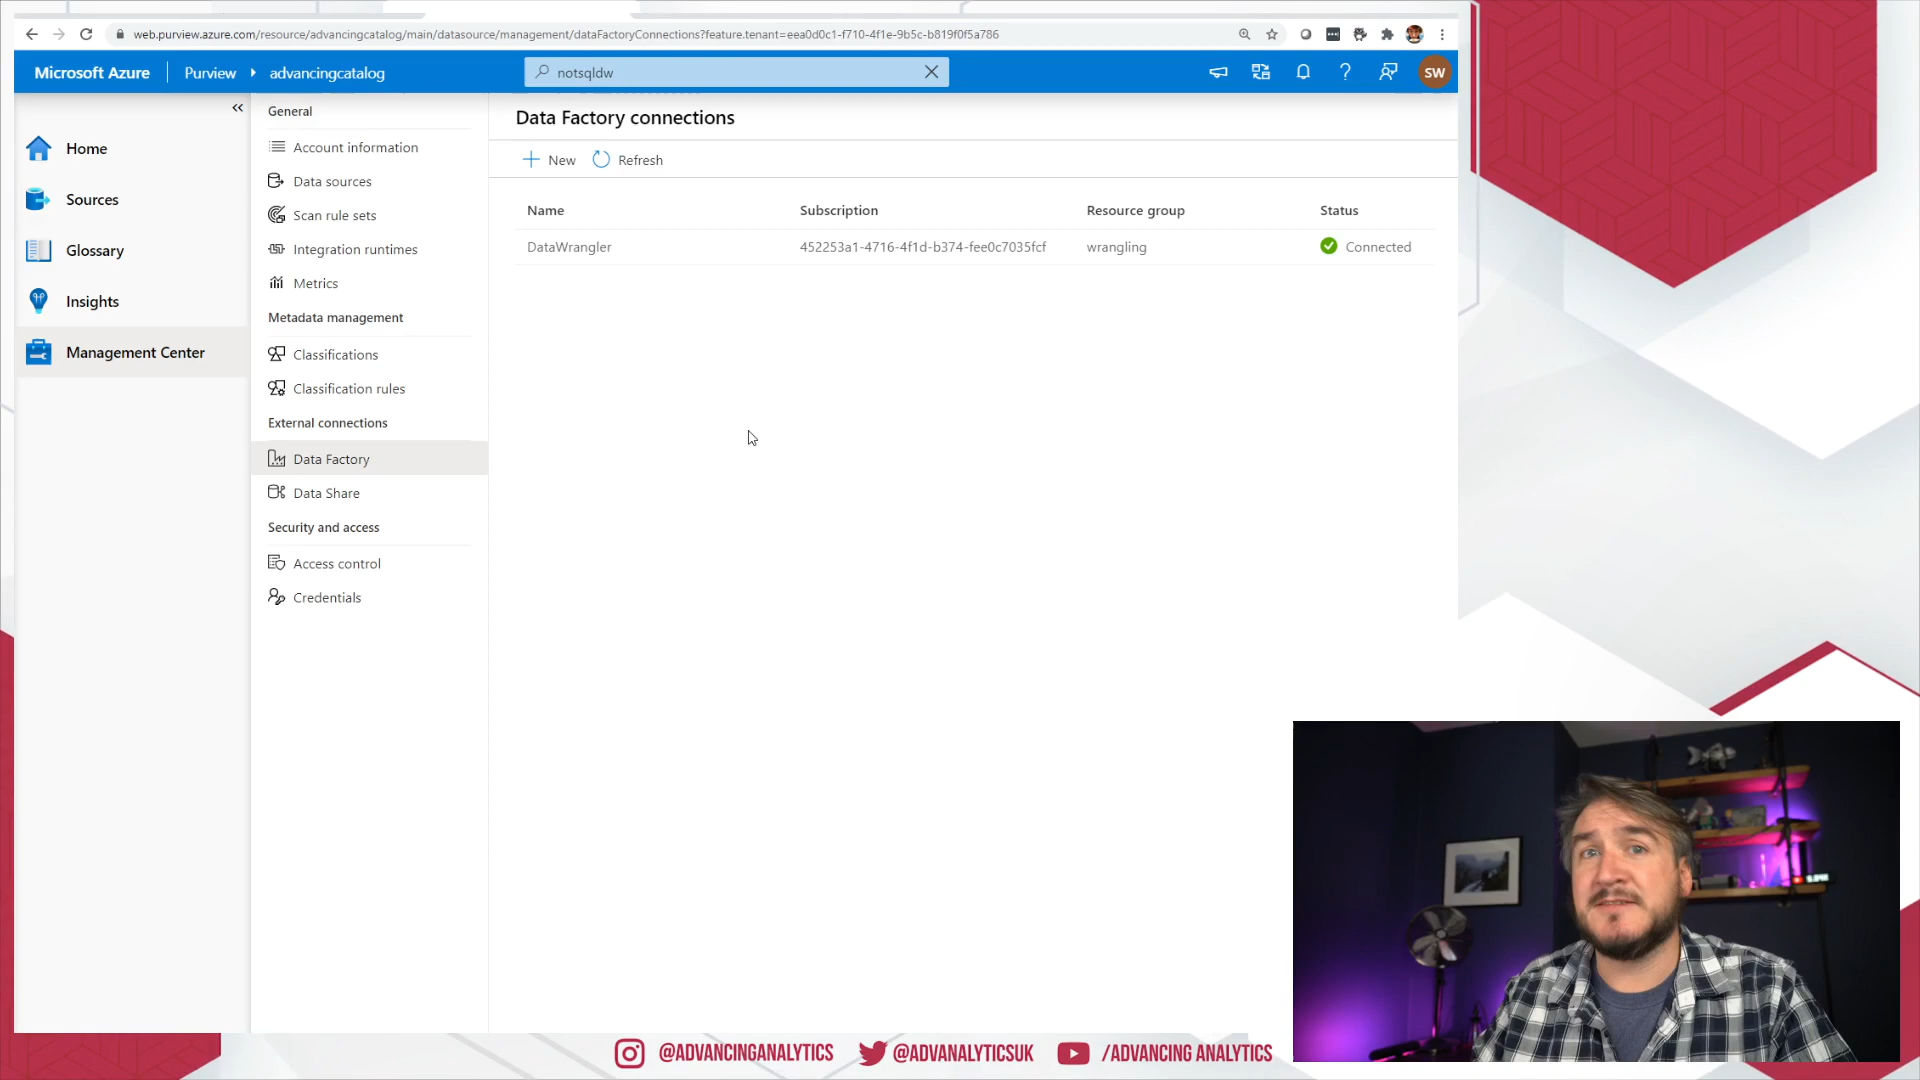 web.purview.azure.com/resource/advancingcatalog/main/datasource/management/dataFactoryConnections?feature.tenant=eea0d0c1-f710-4f1e-9b5c-b819f0f5a786
Microsoft Azure
Purview
advancingcatalog
notsqldw
SW
Home
Sources
Glossary
Insights
Management Center
General
Account information
Data sources
Scan rule sets
Integration runtimes
Metrics
Metadata management
Classifications
Classification rules
External connections
Data Factory
Data Share
Security and access
Access control
Credentials
Data Factory connections
New Refresh
Name Subscription Resource group Status
DataWrangler 452253a1-4716-4f1d-b374-fee0c7035fcf wrangling Connected
@ADVANCINGANALYTICS @ADVANALYTICSUK /ADVANCING ANALYTICS